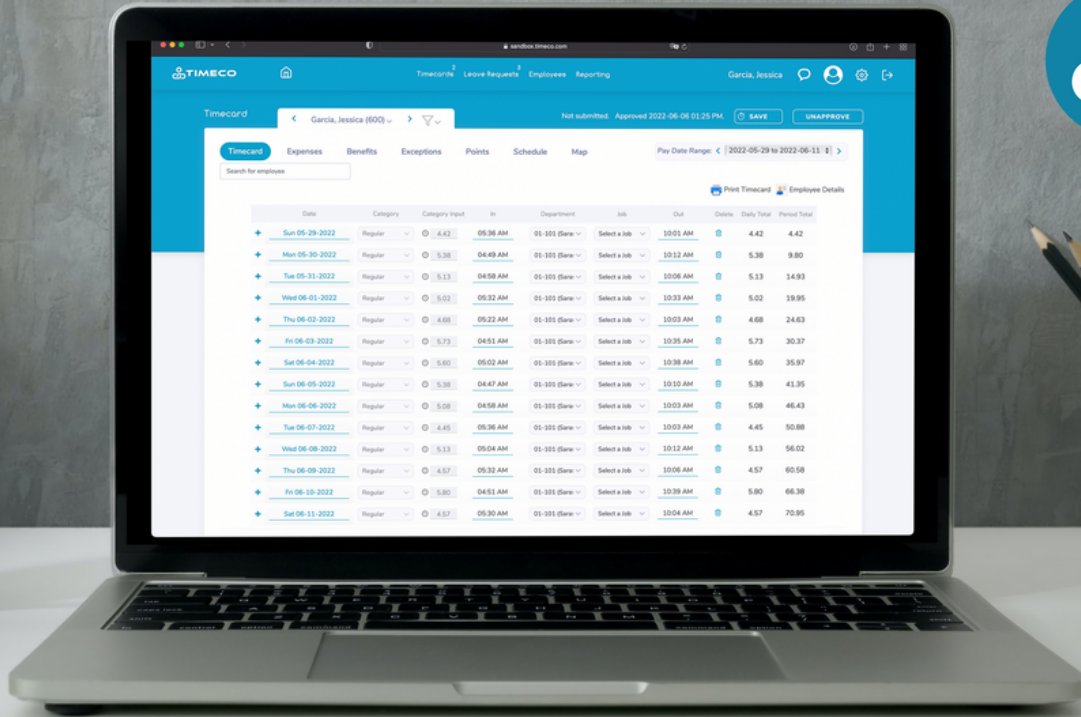 sandbox.timeco.com
TIMECO
Timecards 2 Leave Requests 3 Employees Reporting
Garcia, Jessica
Timecard
Garcia, Jessica (600)
Not submitted. Approved 2022-06-06 01:25 PM.
SAVE
UNAPPROVE
Timecard Expenses Benefits Exceptions Points Schedule Map
Pay Date Range: 2022-05-29 to 2022-06-11
Search for employee
Print Timecard Employee Details
Date Category Category Input In Department Job Out Delete Daily Total Period Total
Sun 05-29-2022 Regular 4.42 05:36 AM 01-101 (Sara Select a Job 10:01 AM 4.42 4.42
Mon 05-30-2022 Regular 5.38 04:49 AM 01-101 (Sara Select a Job 10:12 AM 5.38 9.80
Tue 05-31-2022 Regular 5.13 04:58 AM 01-101 (Sara Select a Job 10:06 AM 5.13 14.93
Wed 06-01-2022 Regular 5.02 05:32 AM 01-101 (Sara Select a Job 10:33 AM 5.02 19.95
Thu 06-02-2022 Regular 4.68 05:22 AM 01-101 (Sara Select a Job 10:03 AM 4.68 24.63
Fri 06-03-2022 Regular 5.73 04:51 AM 01-101 (Sara Select a Job 10:35 AM 5.73 30.37
Sat 06-04-2022 Regular 5.60 05:02 AM 01-101 (Sara Select a Job 10:38 AM 5.60 35.97
Sun 06-05-2022 Regular 5.38 04:47 AM 01-101 (Sara Select a Job 10:10 AM 5.38 41.35
Mon 06-06-2022 Regular 5.08 04:58 AM 01-101 (Sara Select a Job 10:03 AM 5.08 46.43
Tue 06-07-2022 Regular 4.45 05:36 AM 01-101 (Sara Select a Job 10:03 AM 4.45 50.88
Wed 06-08-2022 Regular 5.13 05:04 AM 01-101 (Sara Select a Job 10:12 AM 5.13 56.02
Thu 06-09-2022 Regular 4.57 05:32 AM 01-101 (Sara Select a Job 10:06 AM 4.57 60.58
Fri 06-10-2022 Regular 5.80 04:51 AM 01-101 (Sara Select a Job 10:39 AM 5.80 66.38
Sat 06-11-2022 Regular 4.57 05:30 AM 01-101 (Sara Select a Job 10:04 AM 4.57 70.95